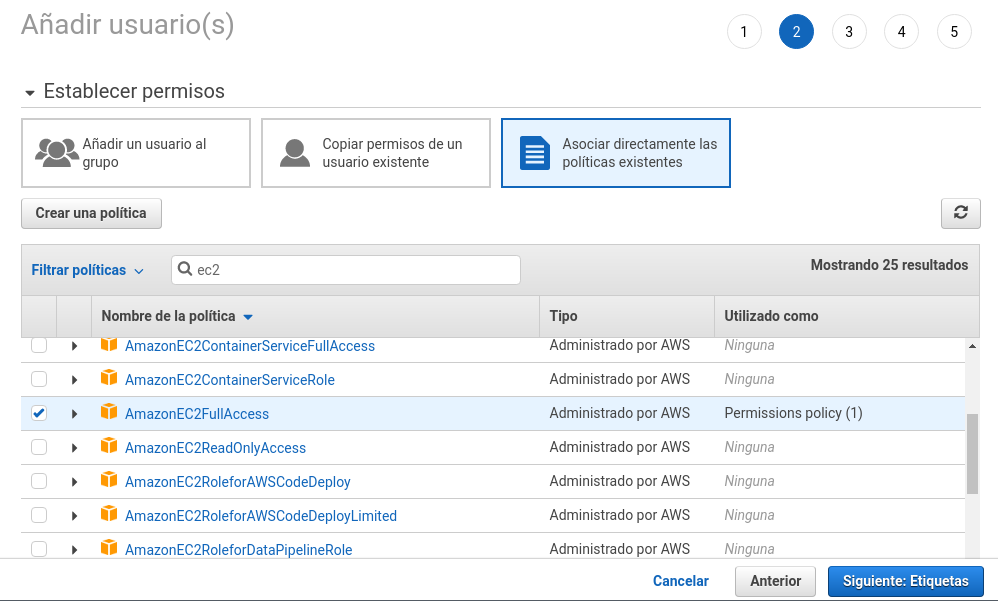 Añadir usuario(s)
1 2 3 4 5
Establecer permisos
Añadir un usuario al
grupo
Copiar permisos de un
usuario existente
Asociar directamente las
políticas existentes
Crear una política
Filtrar políticas
ec2
Mostrando 25 resultados
Nombre de la política Tipo Utilizado como
AmazonEC2ContainerServiceFullAccess Administrado por AWS Ninguna
AmazonEC2ContainerServiceRole Administrado por AWS Ninguna
AmazonEC2FullAccess Administrado por AWS Permissions policy (1)
AmazonEC2ReadOnlyAccess Administrado por AWS Ninguna
AmazonEC2RoleforAWSCodeDeploy Administrado por AWS Ninguna
AmazonEC2RoleforAWSCodeDeployLimited Administrado por AWS Ninguna
AmazonEC2RoleforDataPipelineRole Administrado por AWS Ninguna
Cancelar Anterior Siguiente: Etiquetas